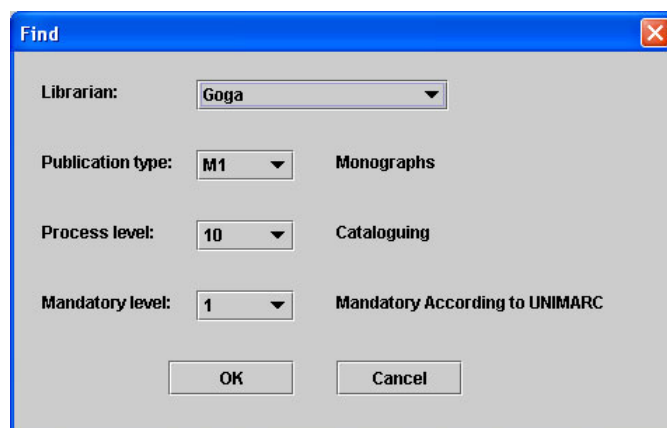 Find
Librarian: Goga
Publication type: M1 Monographs
Process level: 10 Cataloguing
Mandatory level: 1 Mandatory According to UNIMARC
OK Cancel